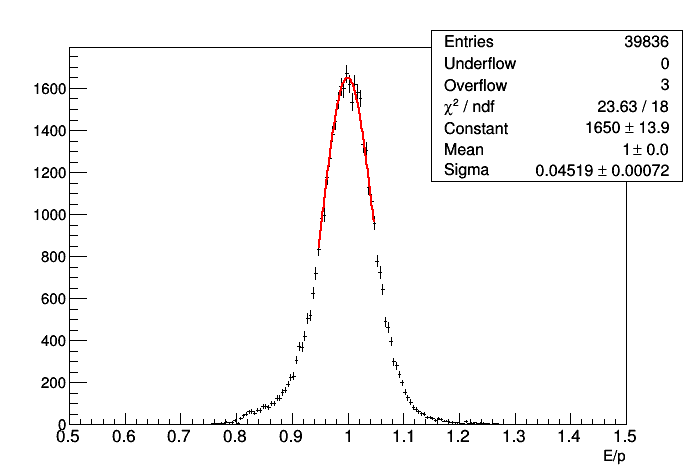 Entries 39836
Underflow 0
Overflow 3
χ² / ndf 23.63 / 18
Constant 1650 ± 13.9
Mean 1 ± 0.0
Sigma 0.04519 ± 0.00072
1600
1400
1200
1000
800
600
400
200
0
0.5 0.6 0.7 0.8 0.9 1 1.1 1.2 1.3 1.4 1.5
E/p